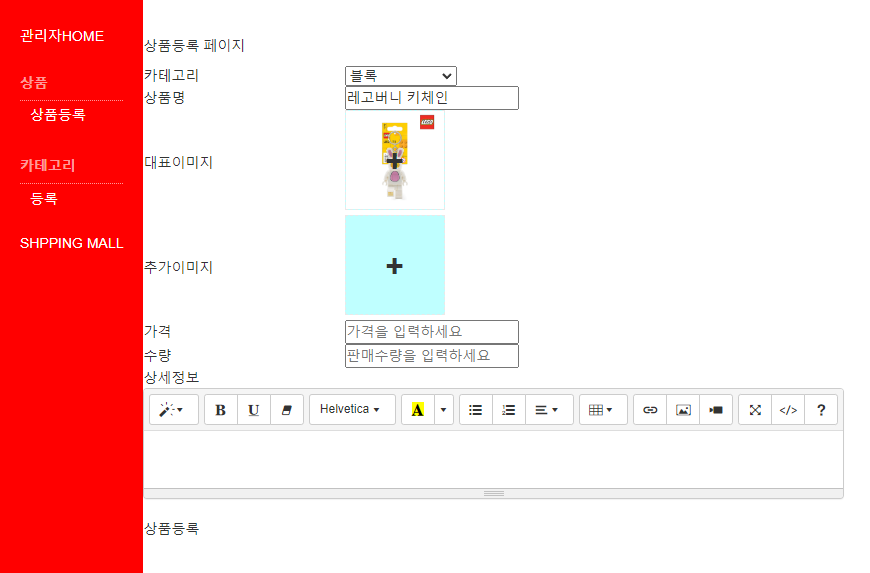 관리자HOME
상품
상품등록
카테고리
등록
SHPPING MALL
상품등록 페이지
카테고리 블록
상품명 레고버니 키체인
대표이미지 LEGO +
추가이미지 +
가격 가격을 입력하세요
수량 판매수량을 입력하세요
상세정보
B U Helvetica A </> ?
상품등록